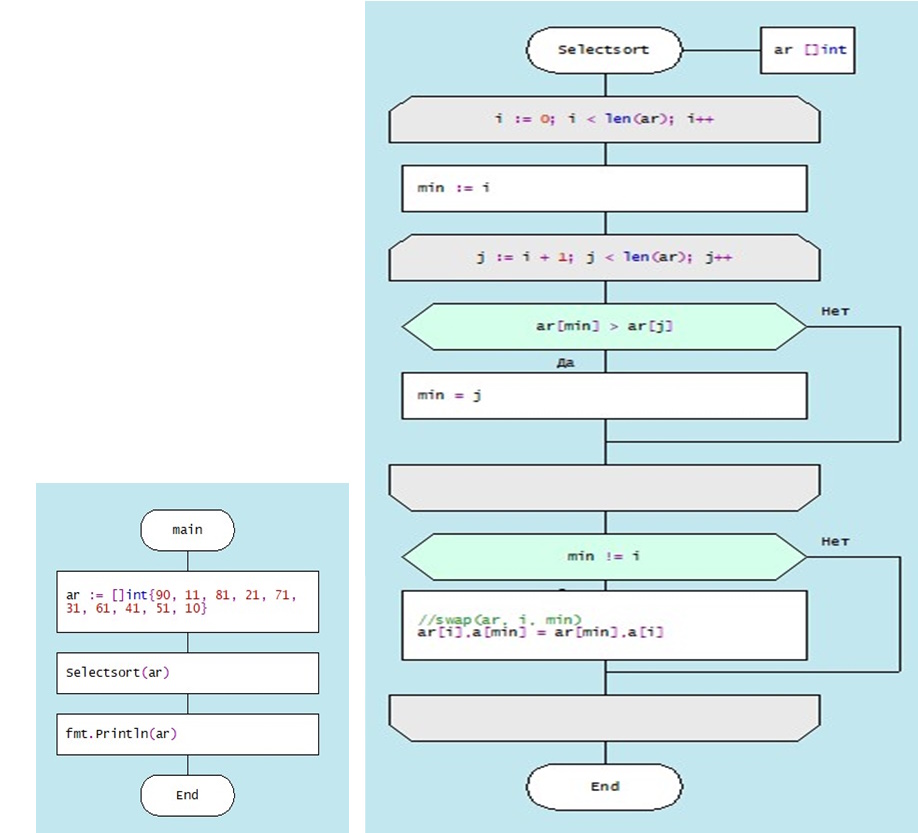 main
ar := []int{90, 11, 81, 21, 71,
31, 61, 41, 51, 10}
Selectsort(ar)
fmt.Println(ar)
End
Selectsort
ar []int
i := 0; i < len(ar); i++
min := i
j := i + 1; j < len(ar); j++
ar[min] > ar[j]
Нет
Да
min = j
min != i
Нет
//swap(ar, i, min)
ar[i].a[min] = ar[min].a[i]
End